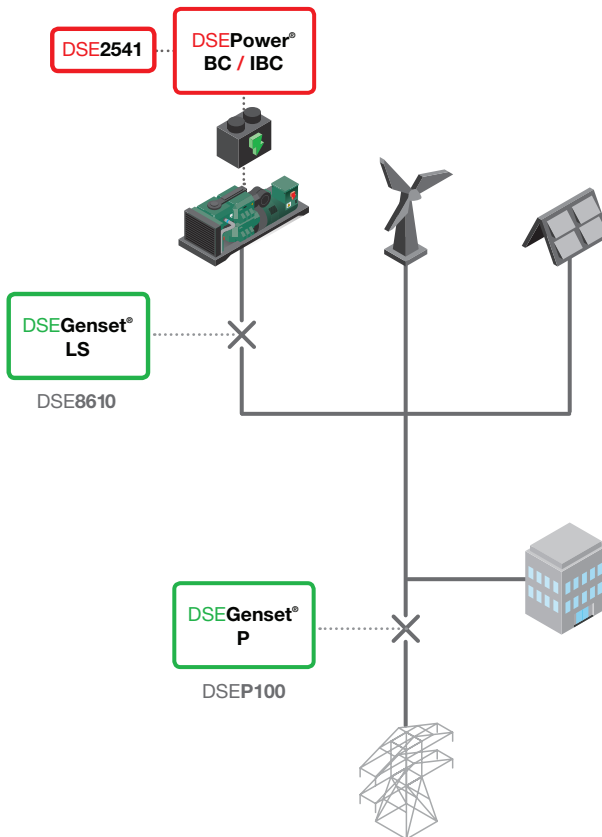 DSE2541
DSEPower®
BC / IBC
DSEGenset®
LS
DSE8610
DSEGenset®
P
DSEP100